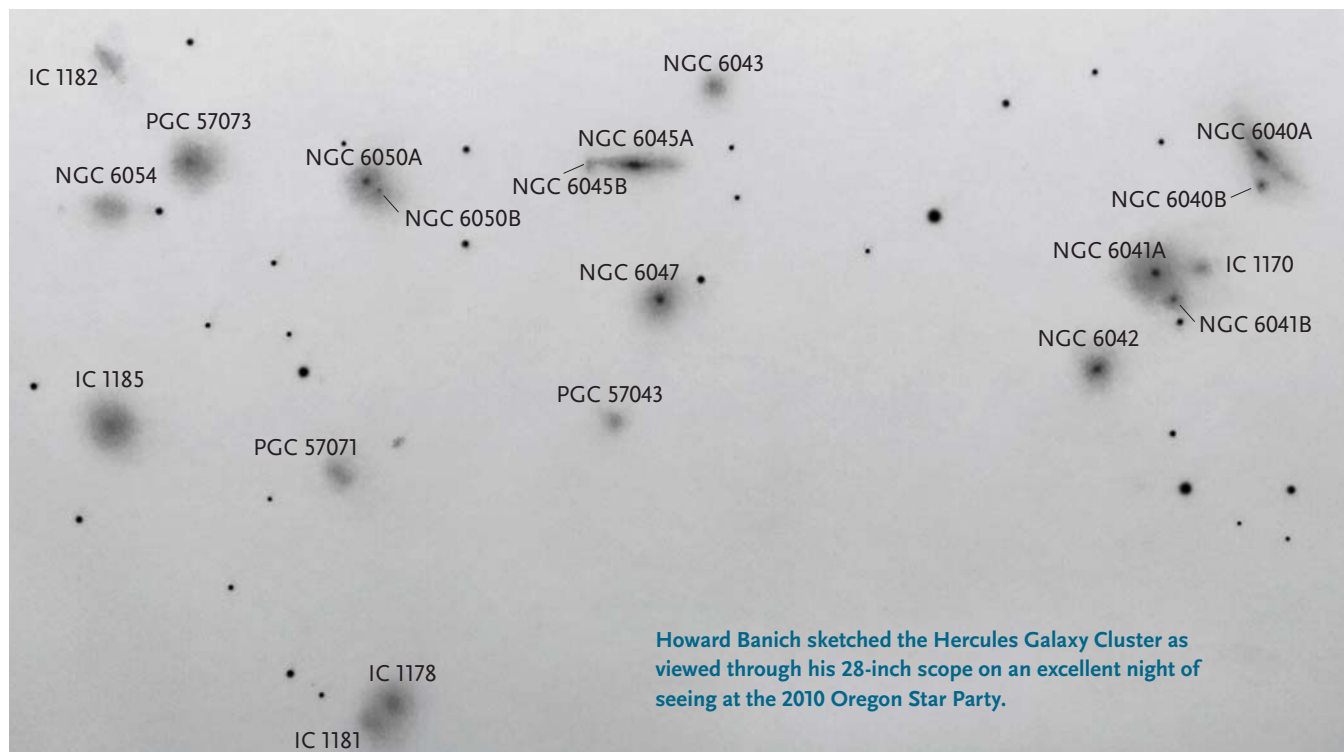 NGC 6043
IC 1182
PGC 57073
NGC 6040A
NGC 6045A
NGC 6050A
NGC 6054
NGC 6045B
NGC 6040B
NGC 6050B
NGC 6041A
IC 1170
NGC 6047
NGC 6041B
NGC 6042
IC 1185
PGC 57043
PGC 57071
Howard Banich sketched the Hercules Galaxy Cluster as
viewed through his 28-inch scope on an excellent night of
seeing at the 2010 Oregon Star Party.
IC 1178
IC 1181